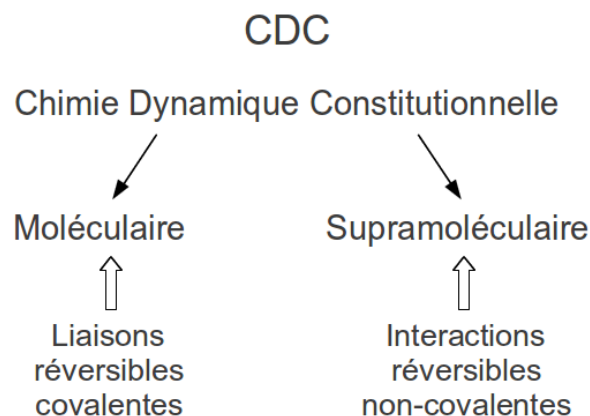 CDC
Chimie Dynamique Constitutionnelle
Moléculaire
Supramoléculaire
Liaisons
réversibles
covalentes
Interactions
réversibles
non-covalentes